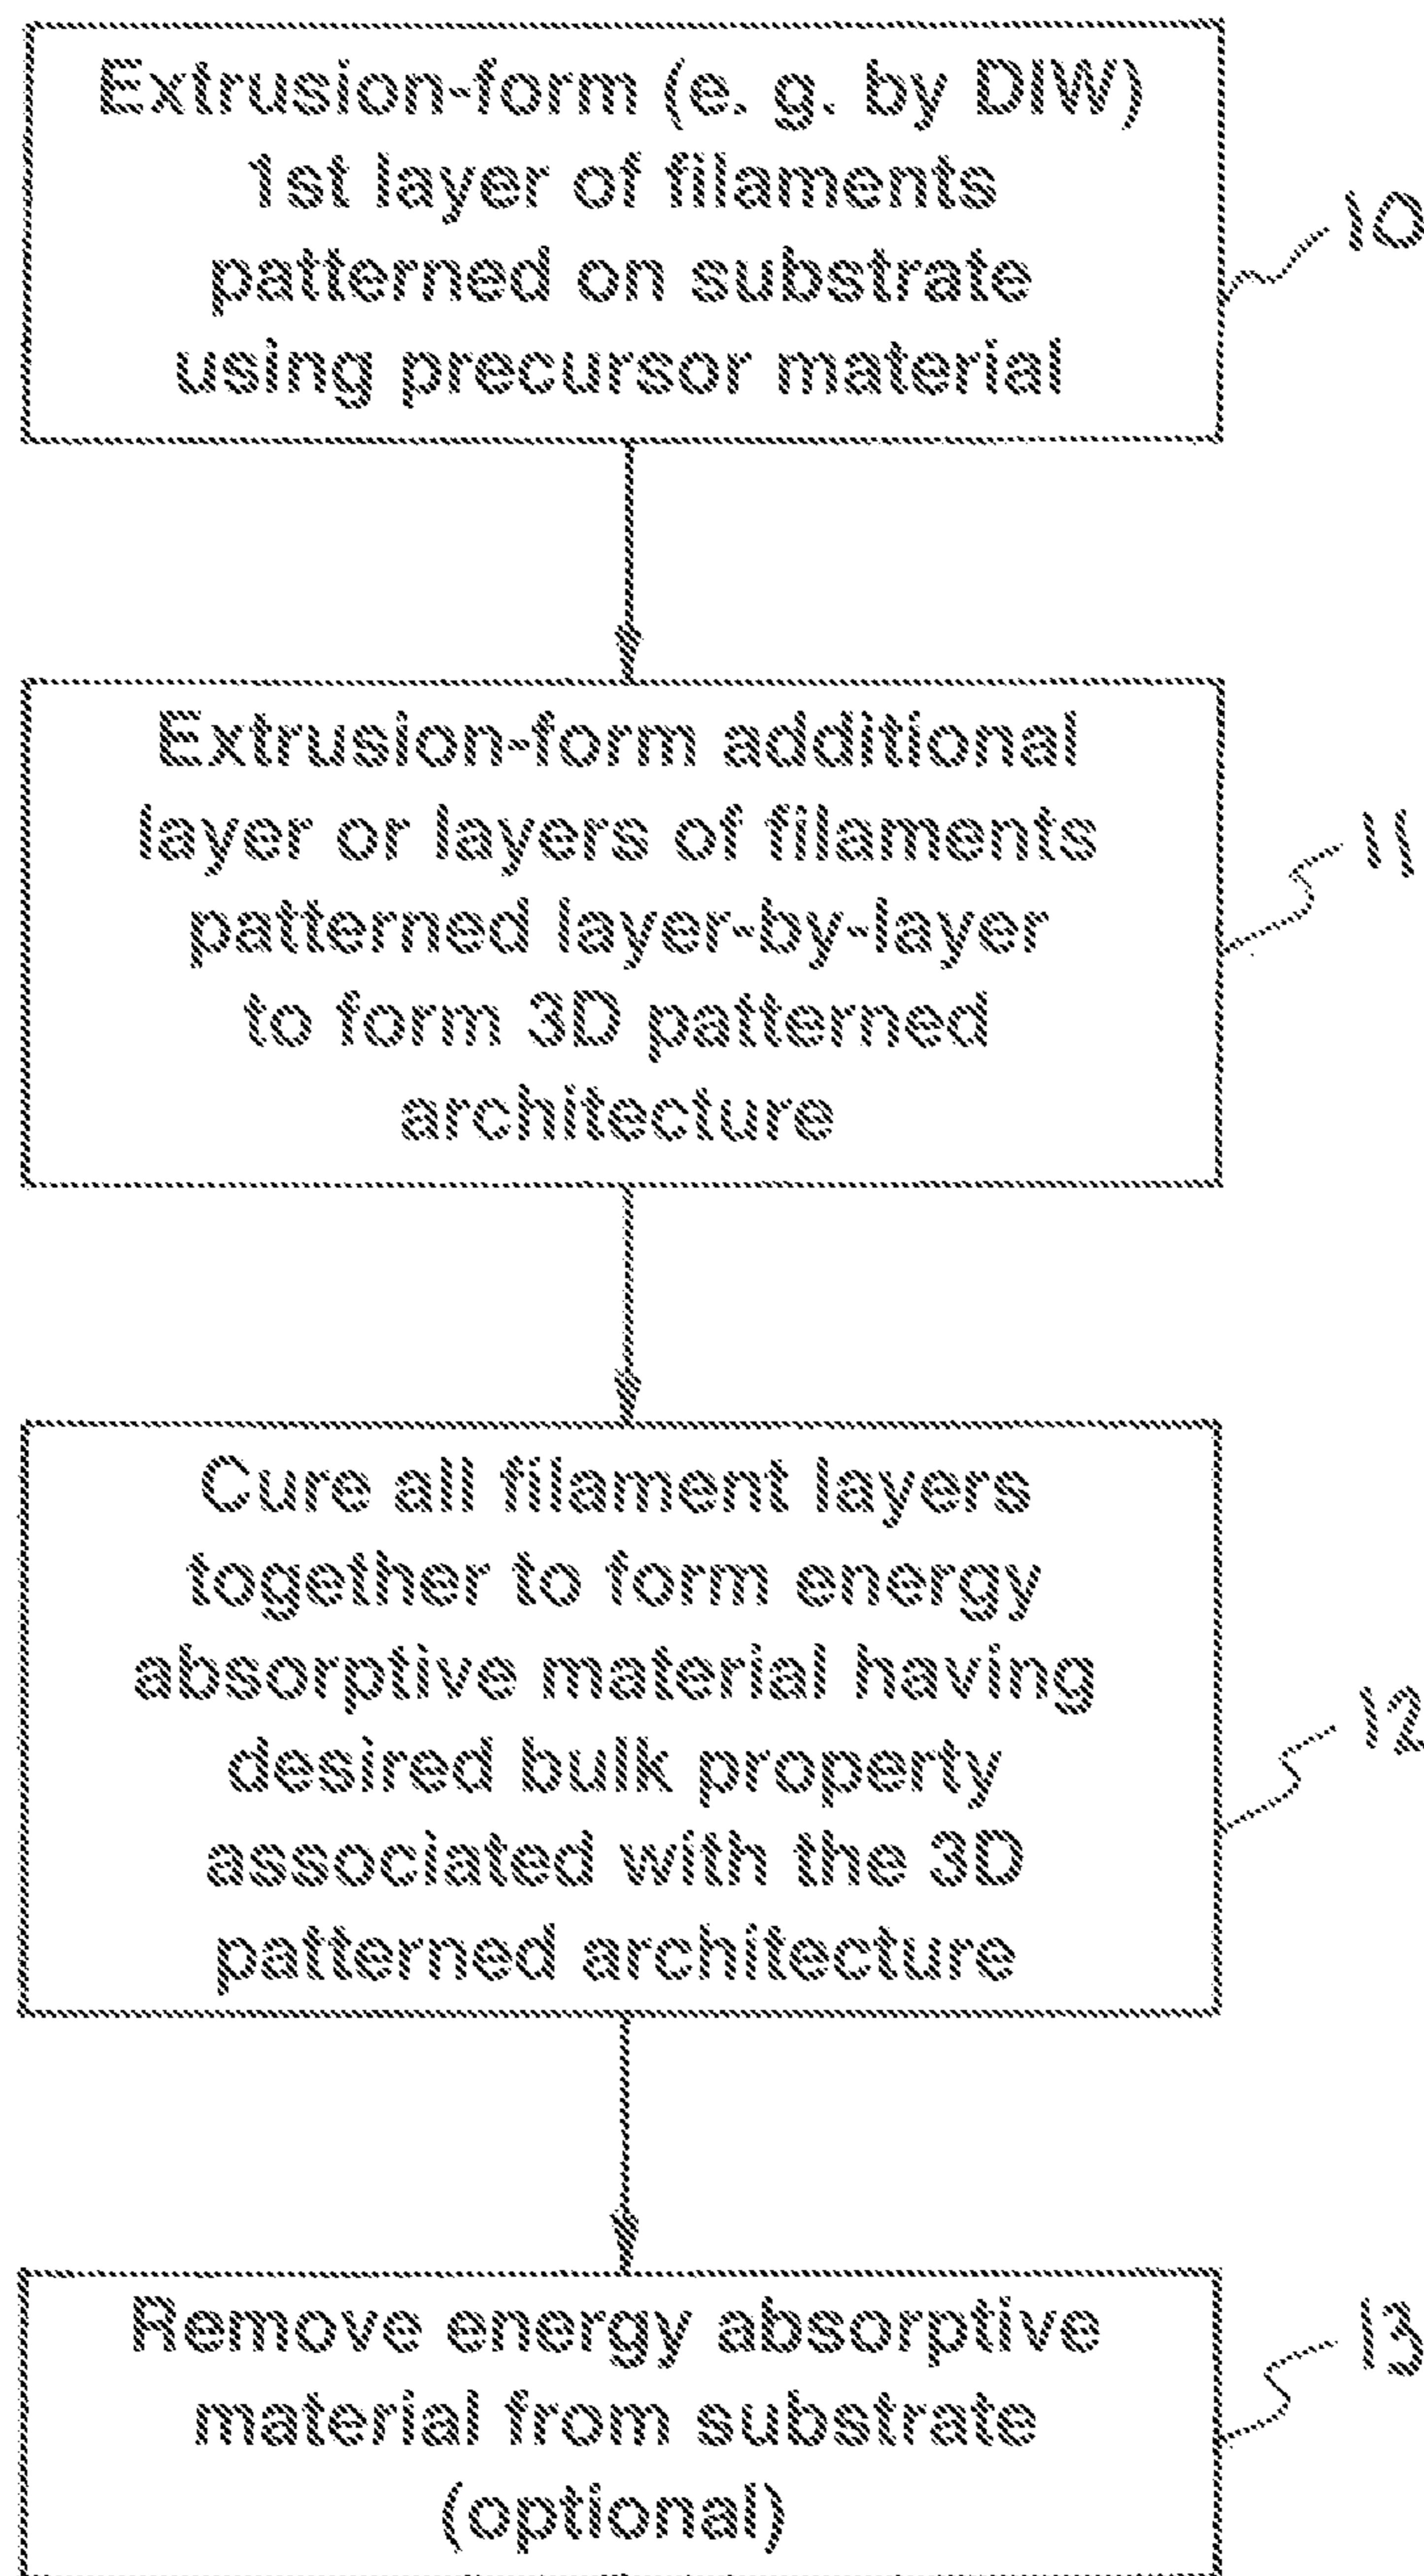 Extrusion-form (e. g. by DIW)
1st layer of filaments
patterned on substrate
using precursor material
10
Extrusion-form additional
layer or layers of filaments
patterned layer-by-layer
to form 3D patterned
architecture
11
Cure all filament layers
together to form energy
absorptive material having
desired bulk property
associated with the 3D
patterned architecture
12
Remove energy absorptive
material from substrate
(optional)
13